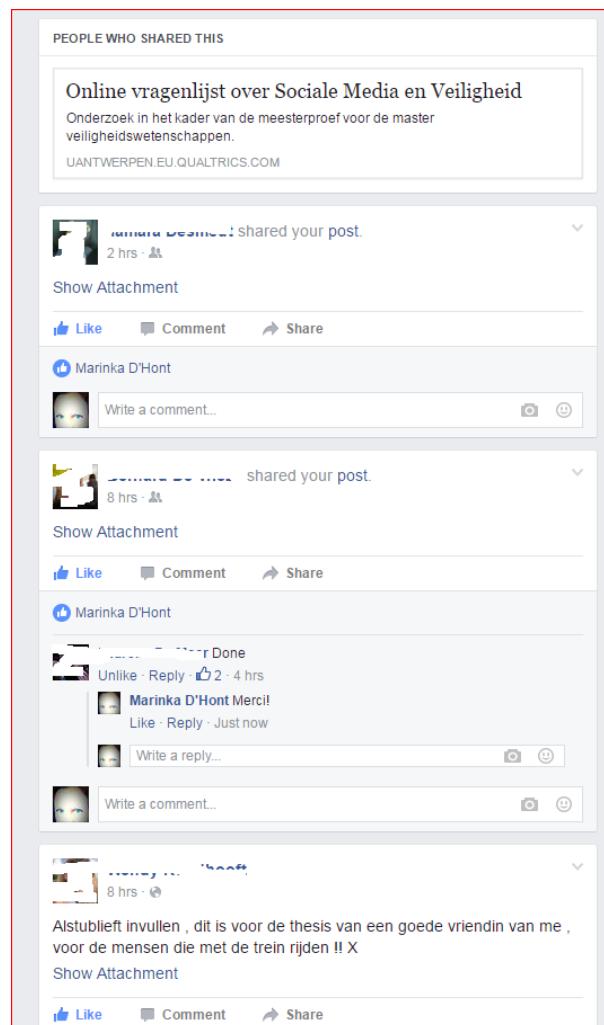 PEOPLE WHO SHARED THIS
Online vragenlijst over Sociale Media en Veiligheid
Onderzoek in het kader van de meesterproef voor de master
veiligheidswetenschappen.
UANTWERPEN.EU.QUALTRICS.COM
shared your post.
2 hrs ·
Show Attachment
Like Comment Share
Marinka D'Hont
Write a comment...
shared your post.
8 hrs ·
Show Attachment
Like Comment Share
Marinka D'Hont
Done
Unlike · Reply · 2 · 4 hrs
Marinka D'Hont Merci!
Like · Reply · Just now
Write a reply...
Write a comment...
8 hrs ·
Alstublieft invullen , dit is voor de thesis van een goede vriendin van me ,
voor de mensen die met de trein rijden !! X
Show Attachment
Like Comment Share